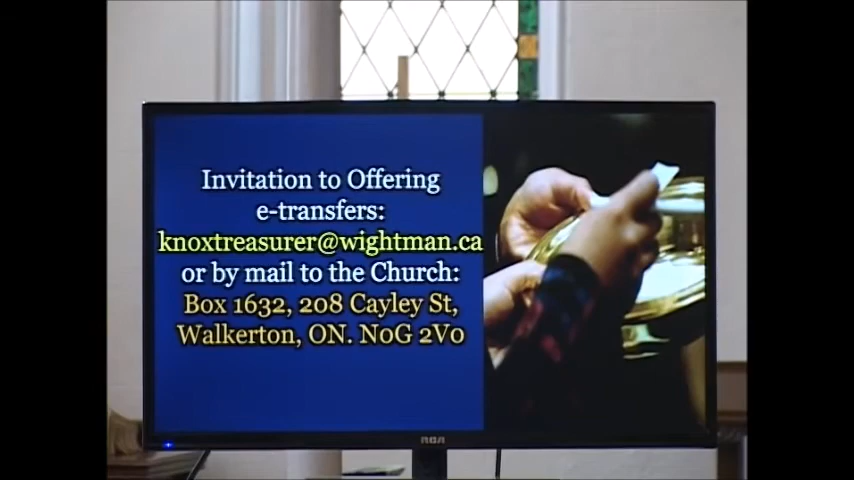 Invitation to Offering
e-transfers:
knoxtreasurer@wightman.ca
or by mail to the Church:
Box 1632, 208 Cayley St,
Walkerton, ON. N0G 2V0
RCA